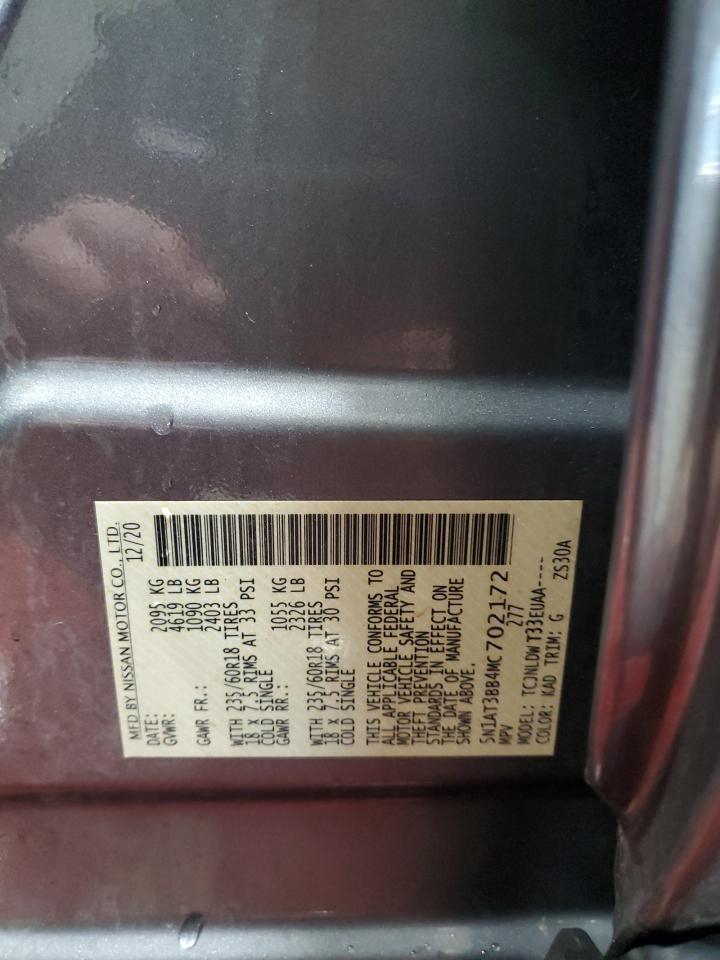 MFD BY NISSAN MOTOR CO., LTD.
DATE: 12/20
GVWR: 2095 KG
4619 LB
GAWR FR.: 1090 KG
2403 LB
WITH 235/60R18 TIRES
18 X 7.5 RIMS AT 33 PSI
COLD SINGLE
GAWR RR.: 1055 KG
2326 LB
WITH 235/60R18 TIRES
18 X 7.5 RIMS AT 30 PSI
COLD SINGLE
THIS VEHICLE CONFORMS TO
ALL APPLICABLE FEDERAL
MOTOR VEHICLE SAFETY AND
THEFT PREVENTION
STANDARDS IN EFFECT ON
THE DATE OF MANUFACTURE
SHOWN ABOVE.
5N1AT3BB4MC702172
MPV 277
MODEL: TCJNLDWT33EUAA----
COLOR: KAD TRIM: G ZS30A